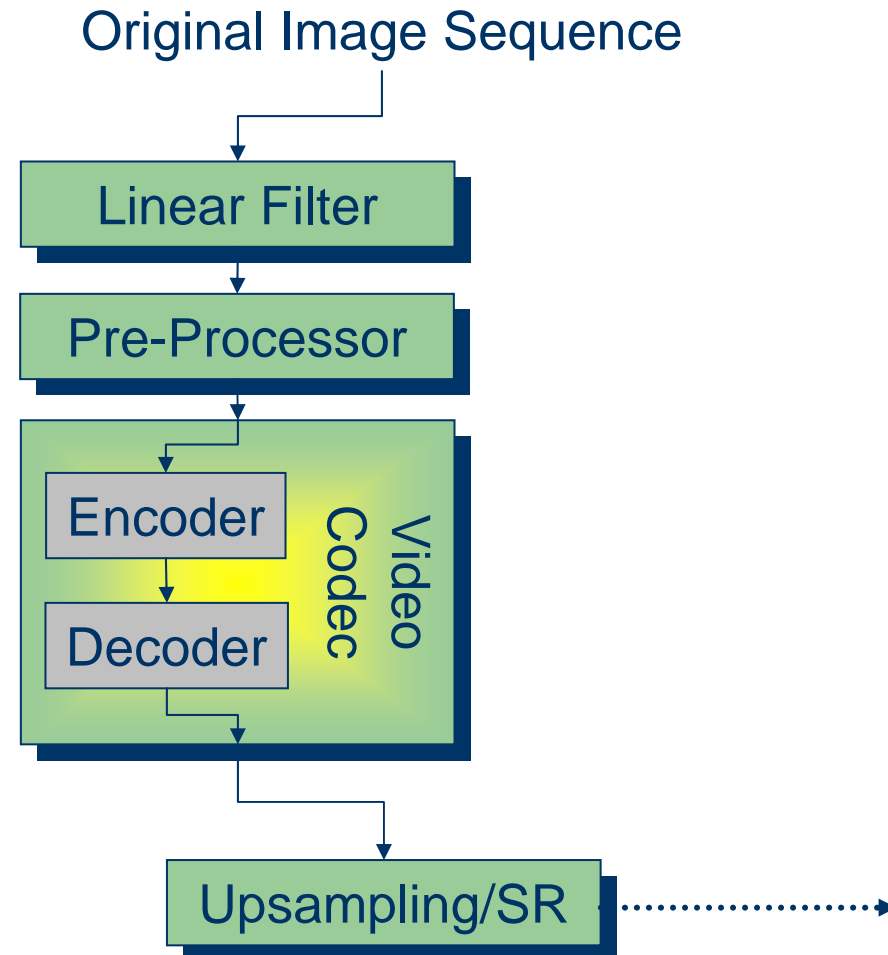 Original Image Sequence
Linear Filter
Pre-Processor
Encoder
Decoder
Video
Codec
Upsampling/SR